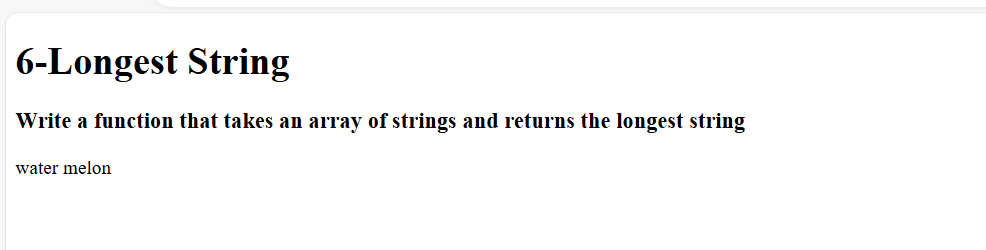 6-Longest String
Write a function that takes an array of strings and returns the longest string
water melon